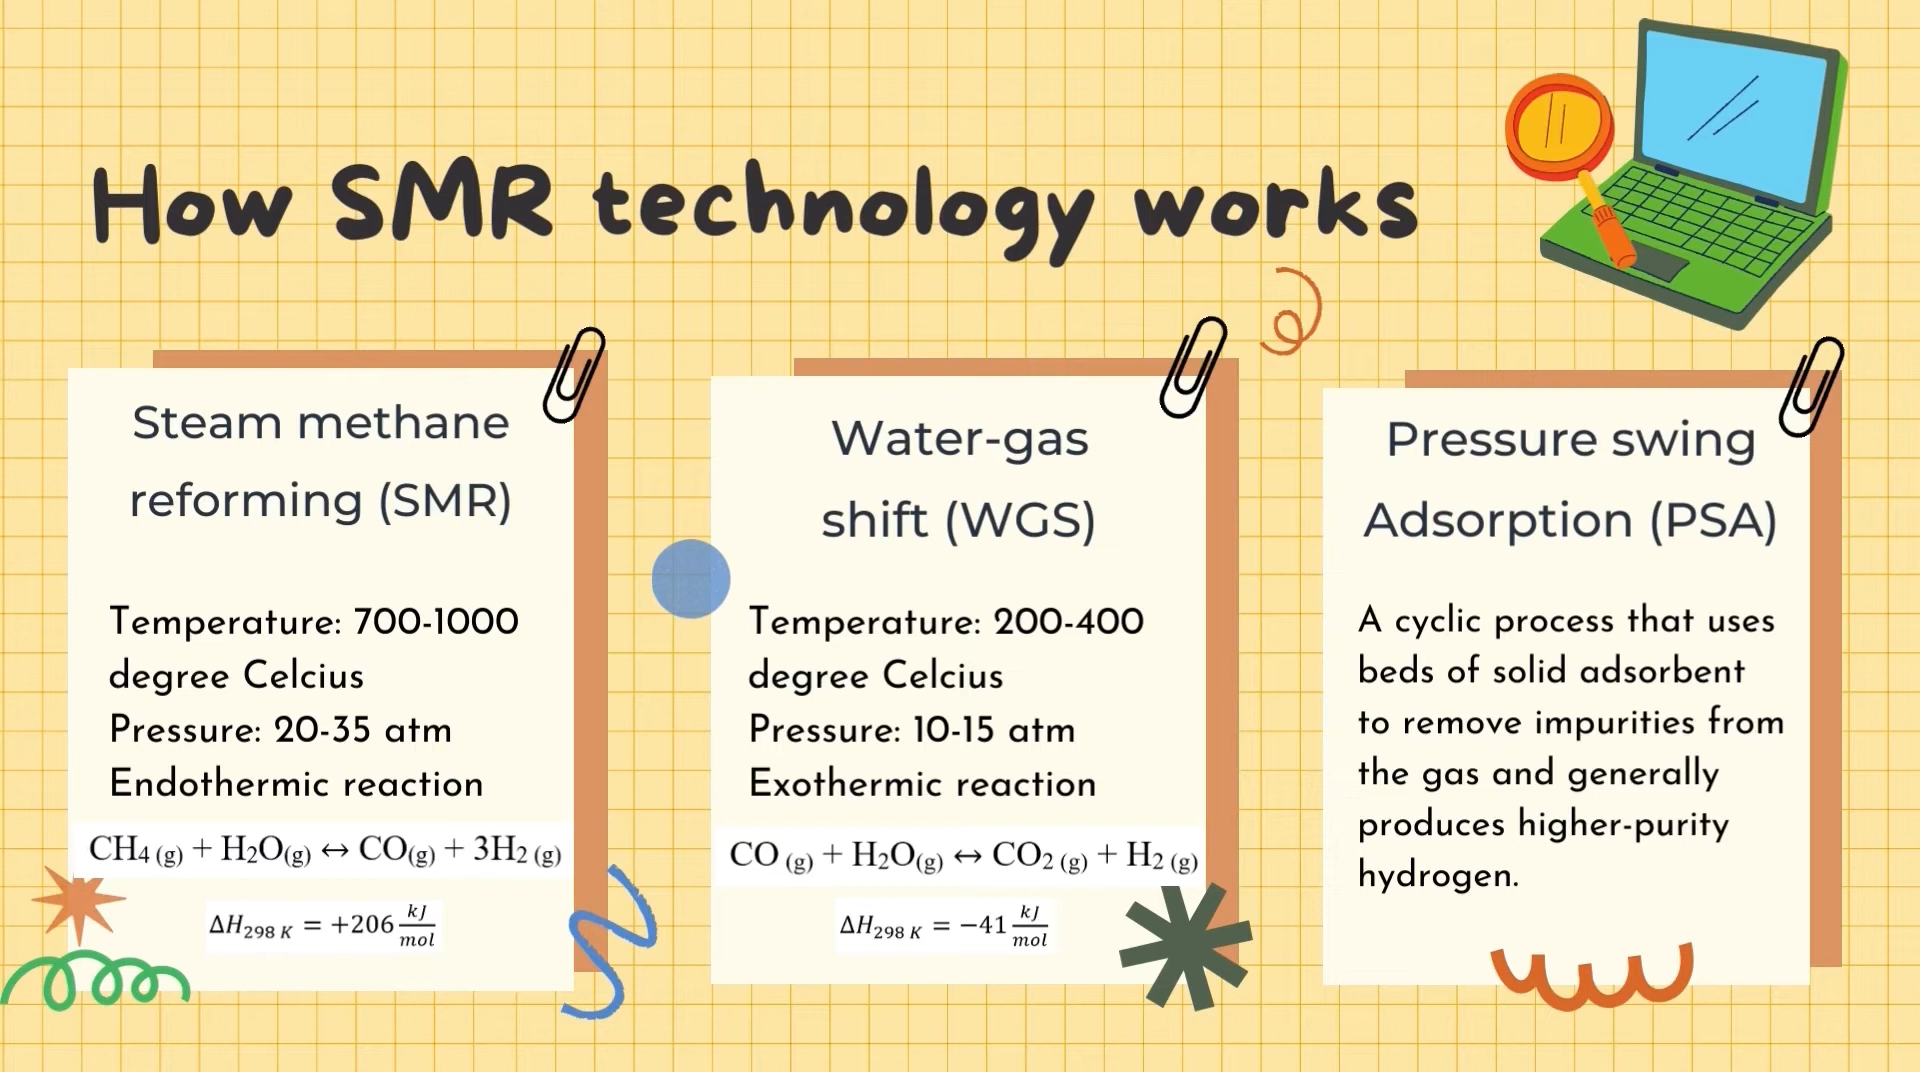 How SMR technology works
Steam methane
reforming (SMR)
Temperature: 700-1000
degree Celcius
Pressure: 20-35 atm
Endothermic reaction
CH₄ (g) + H₂O(g) ↔ CO(g) + 3H₂ (g)
ΔH₂₉₈ K = +206 kJ/mol
Water-gas
shift (WGS)
Temperature: 200-400
degree Celcius
Pressure: 10-15 atm
Exothermic reaction
CO (g) + H₂O(g) ↔ CO₂ (g) + H₂ (g)
ΔH₂₉₈ K = −41 kJ/mol
Pressure swing
Adsorption (PSA)
A cyclic process that uses
beds of solid adsorbent
to remove impurities from
the gas and generally
produces higher-purity
hydrogen.